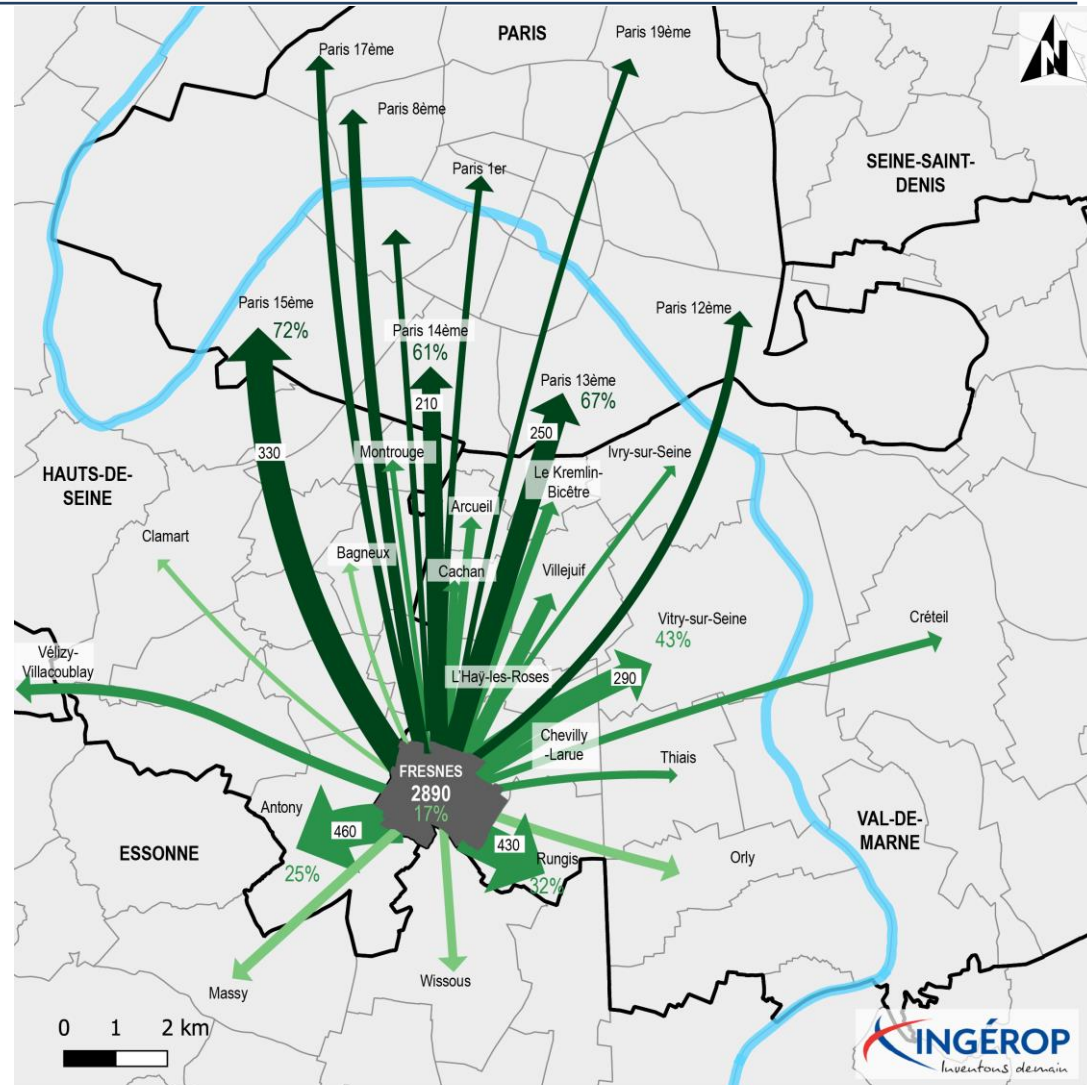 PARIS
Paris 19ème
Paris 17ème
N
Paris 8ème
Paris 1er
SEINE-SAINT-
DENIS
Paris 15ème
72%
Paris 12ème
Paris 14ème
61%
210
Paris 13ème
67%
250
330
Montrouge
Ivry-sur-Seine
HAUTS-DE-
SEINE
Le Kremlin-
Bicêtre
Arcueil
Clamart
Bagneux
Cachan
Villejuif
Vitry-sur-Seine
43%
Créteil
Vélizy-
Villacoublay
L'Haÿ-les-Roses
290
Chevilly
-Larue
Thiais
FRESNES
2890
17%
Antony
460
25%
430
Rungis
32%
VAL-DE-
MARNE
ESSONNE
Orly
Massy
Wissous
0 1 2 km
INGÉROP
Inventons demain